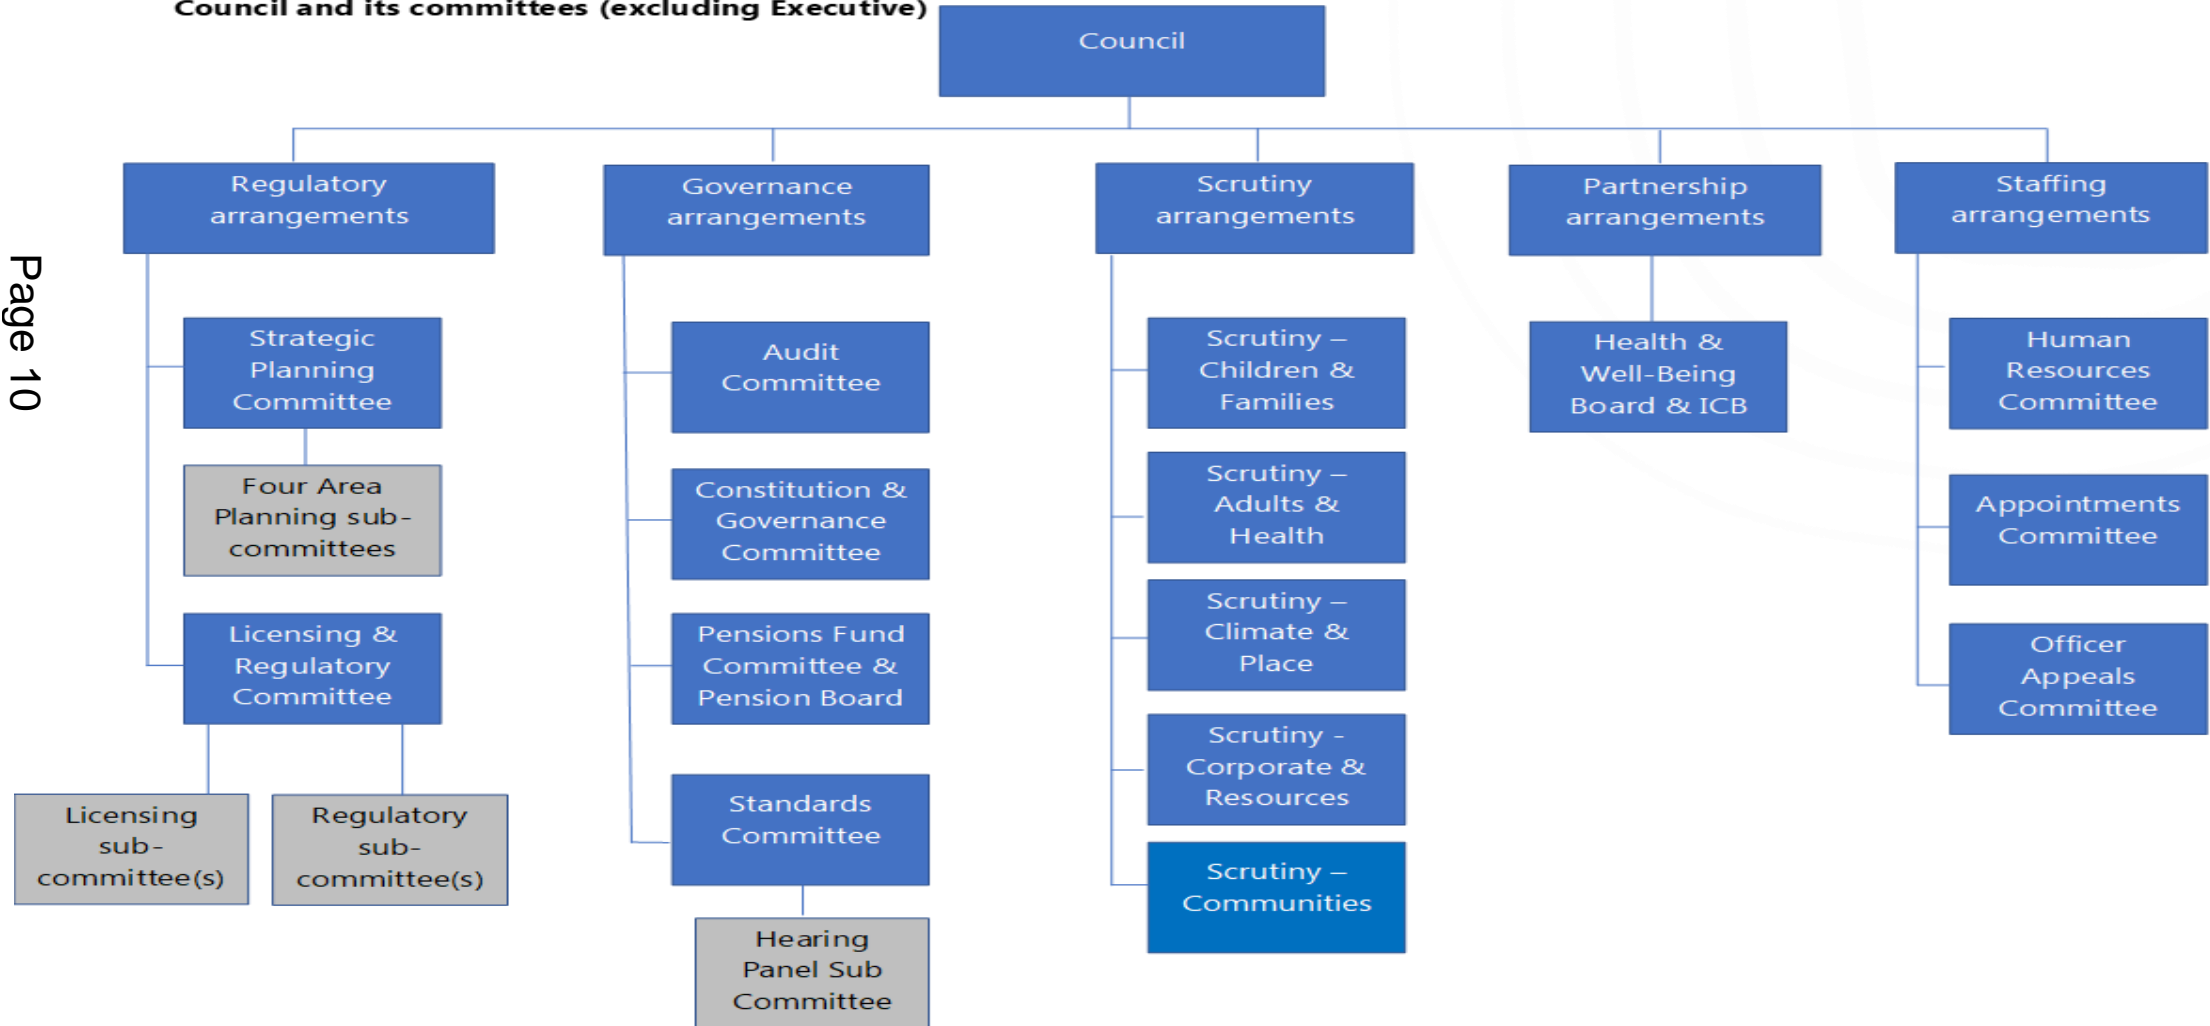 Council and its committees (excluding Executive)
Council
Regulatory
arrangements
Governance
arrangements
Scrutiny
arrangements
Partnership
arrangements
Staffing
arrangements
Strategic
Planning
Committee
Four Area
Planning sub-
committees
Licensing &
Regulatory
Committee
Licensing
sub-
committee(s)
Regulatory
sub-
committee(s)
Audit
Committee
Constitution &
Governance
Committee
Pensions Fund
Committee &
Pension Board
Standards
Committee
Hearing
Panel Sub
Committee
Scrutiny –
Children &
Families
Scrutiny –
Adults &
Health
Scrutiny –
Climate &
Place
Scrutiny -
Corporate &
Resources
Scrutiny –
Communities
Health &
Well-Being
Board & ICB
Human
Resources
Committee
Appointments
Committee
Officer
Appeals
Committee
Page 10